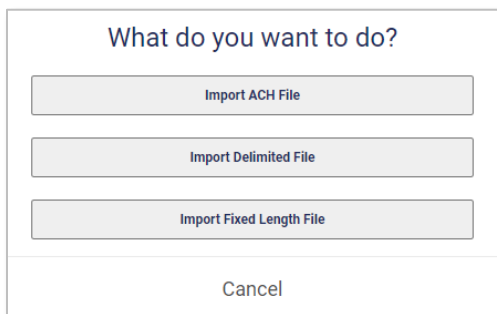 What do you want to do?
Import ACH File
Import Delimited File
Import Fixed Length File
Cancel